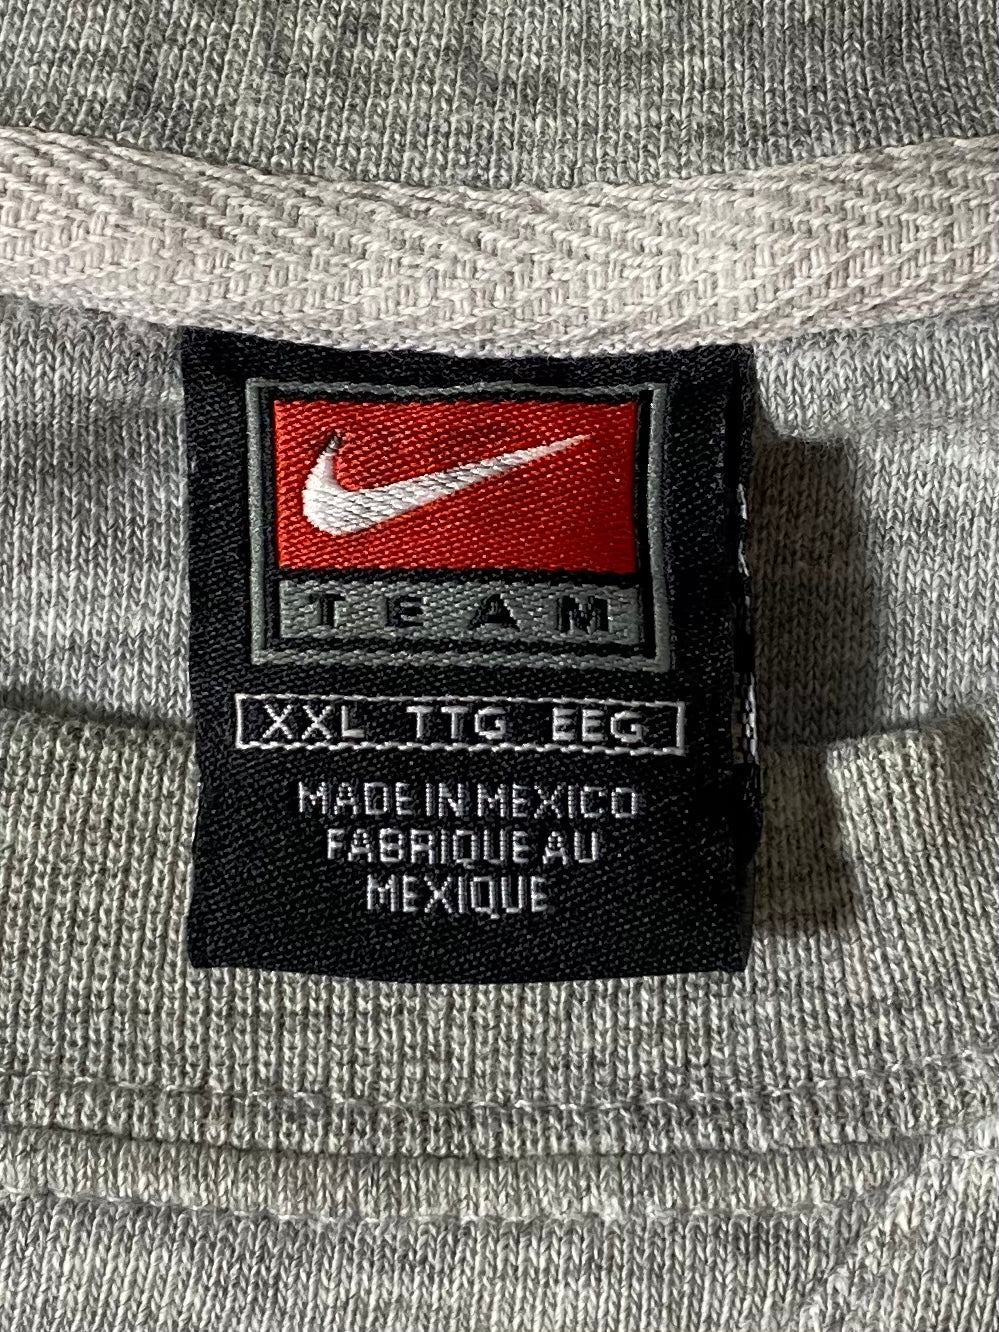 TEAM
XXL TTG EEG
MADE IN MEXICO
FABRIQUE AU
MEXIQUE